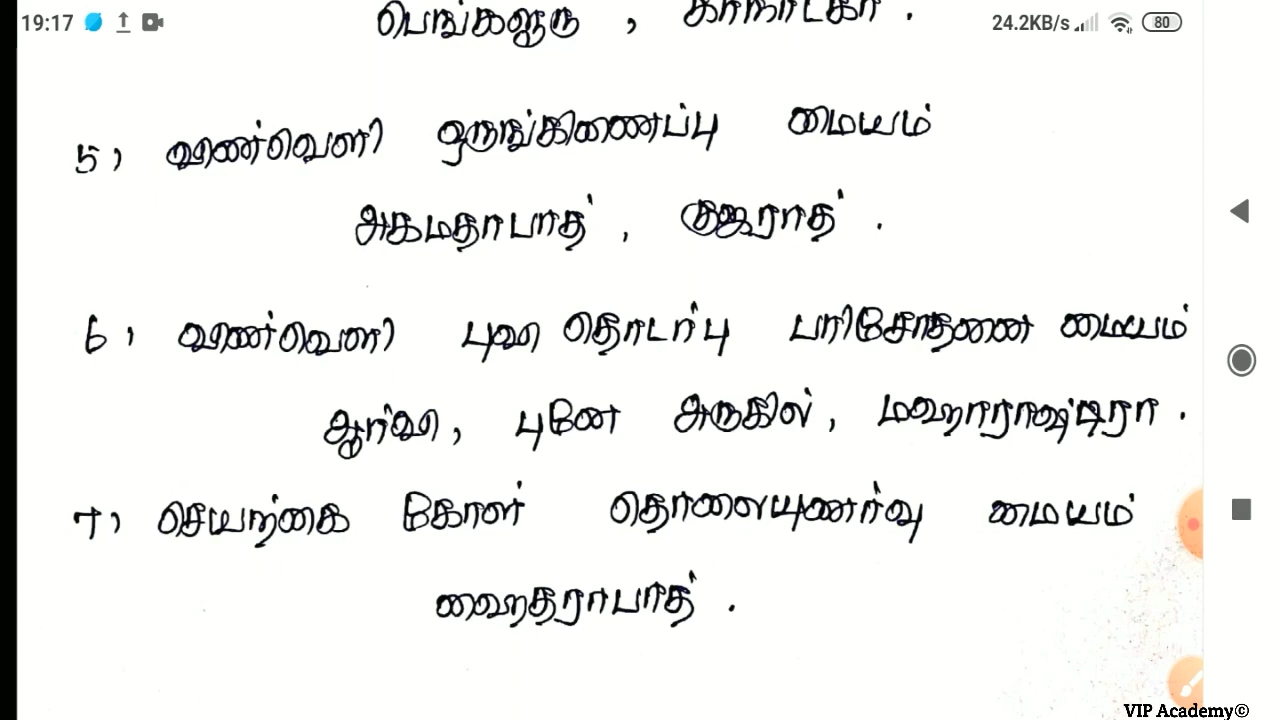 19:17 24.2KB/s 80
பெங்களூரு , கர்நாடகா .
5, விண்வெளி ஒருங்கிணைப்பு மையம்
அகமதாபாத் , குஜராத் .
6, விண்வெளி புவி தொடர்பு பரிசோதனை மையம்
ஆர்வி, புனே அருகில், மஹாராஷ்டிரா .
7, செயற்கை கோள் தொலையுணர்வு மையம்
ஹைதராபாத் .
VIP Academy©